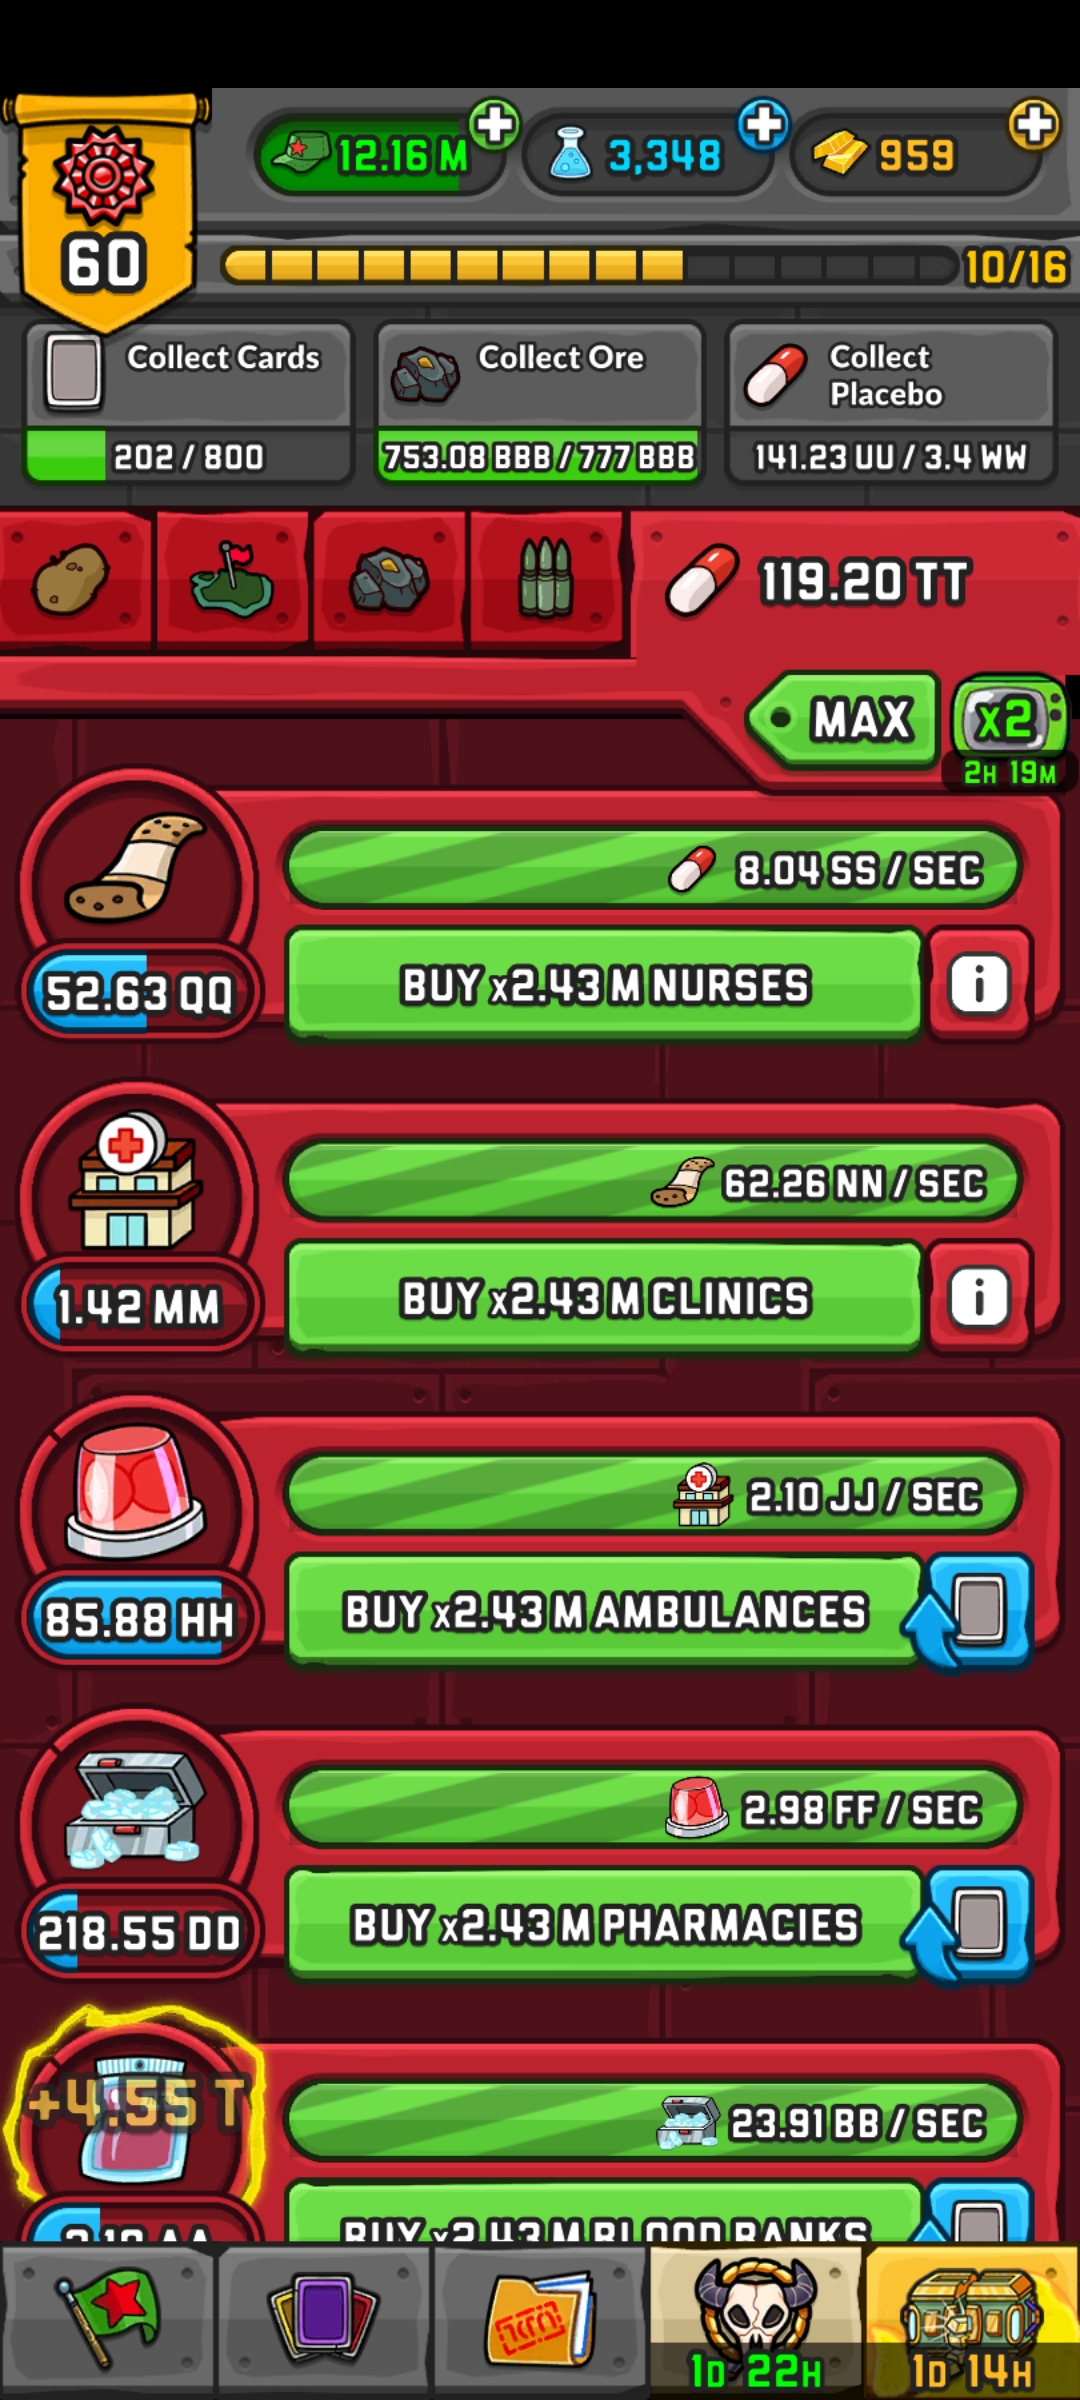 12.16 M
3,348
959
60
10/16
Collect Cards
202 / 800
Collect Ore
753.08 BBB / 777 BBB
Collect
Placebo
141.23 UU / 3.4 WW
119.20 TT
MAX
x2
2H 19M
8.04 SS / SEC
52.63 QQ
BUY x2.43 M NURSES
62.26 NN / SEC
1.42 MM
BUY x2.43 M CLINICS
2.10 JJ / SEC
85.88 HH
BUY x2.43 M AMBULANCES
2.98 FF / SEC
218.55 DD
BUY x2.43 M PHARMACIES
+4.55 T
23.91 BB / SEC
BUY x2.43 M BLOOD BANKS
1D 22H
1D 14H